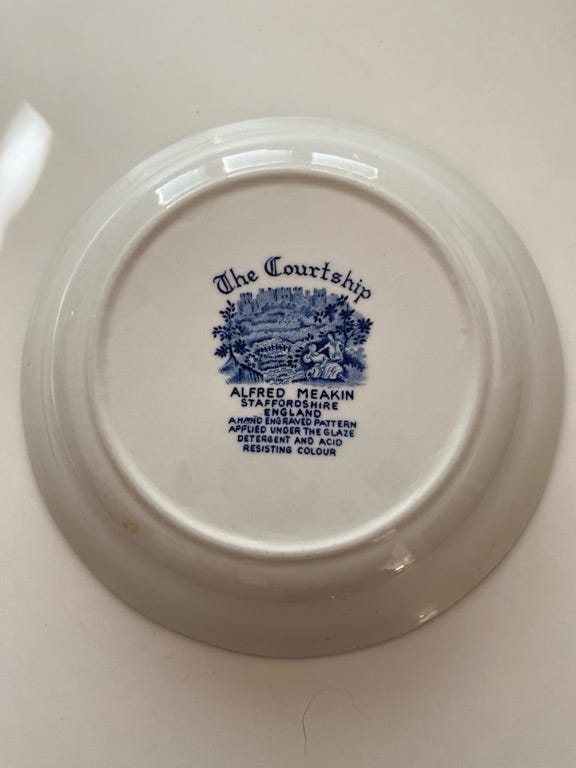 The Courtship
ALFRED MEAKIN
STAFFORDSHIRE
ENGLAND
A HAND ENGRAVED PATTERN
APPLIED UNDER THE GLAZE
DETERGENT AND ACID
RESISTING COLOUR